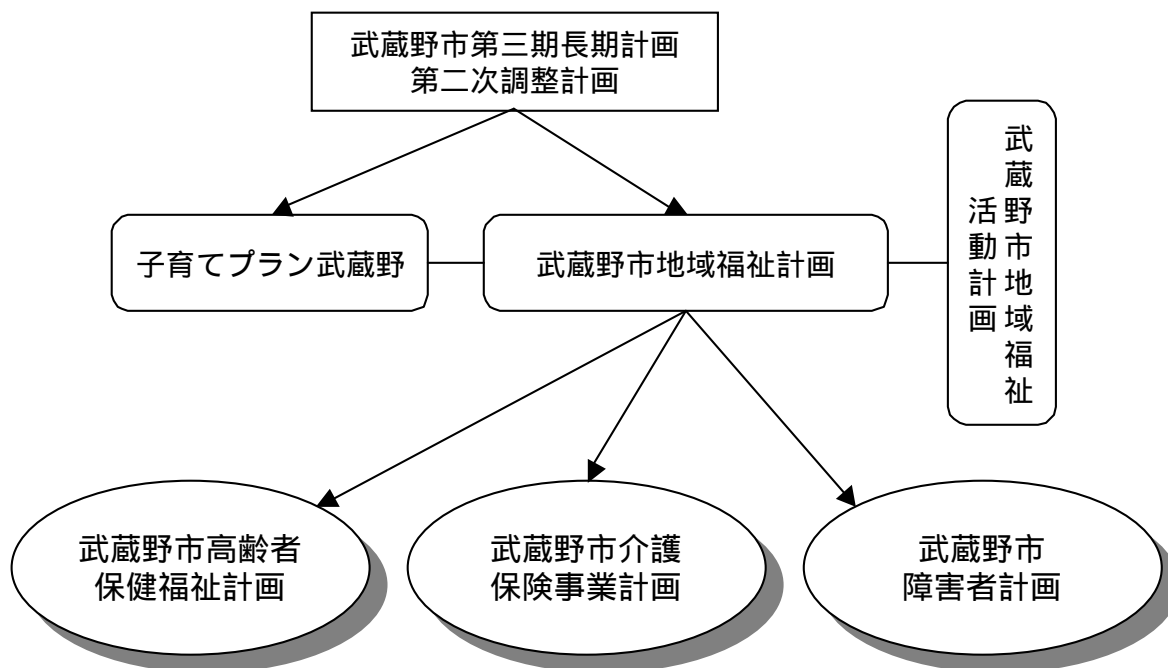 武蔵野市第三期長期計画
第二次調整計画
子育てプラン武蔵野
武蔵野市地域福祉計画
武蔵野市地域福祉
活動計画
武蔵野市高齢者
保健福祉計画
武蔵野市介護
保険事業計画
武蔵野市
障害者計画